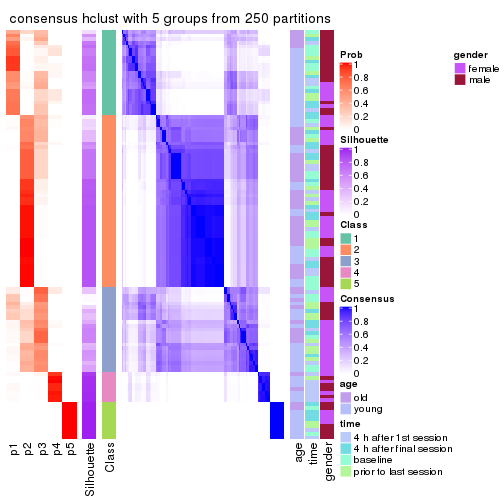 consensus hclust with 5 groups from 250 partitions
Prob
1
0.8
0.6
0.4
0.2
0
Silhouette
1
0.8
0.6
0.4
0.2
0
Class
1
2
3
4
5
Consensus
1
0.8
0.6
0.4
0.2
0
age
old
young
time
4 h after 1st session
4 h after final session
baseline
prior to last session
gender
female
male
p1
p2
p3
p4
p5
Silhouette
Class
age
time
gender